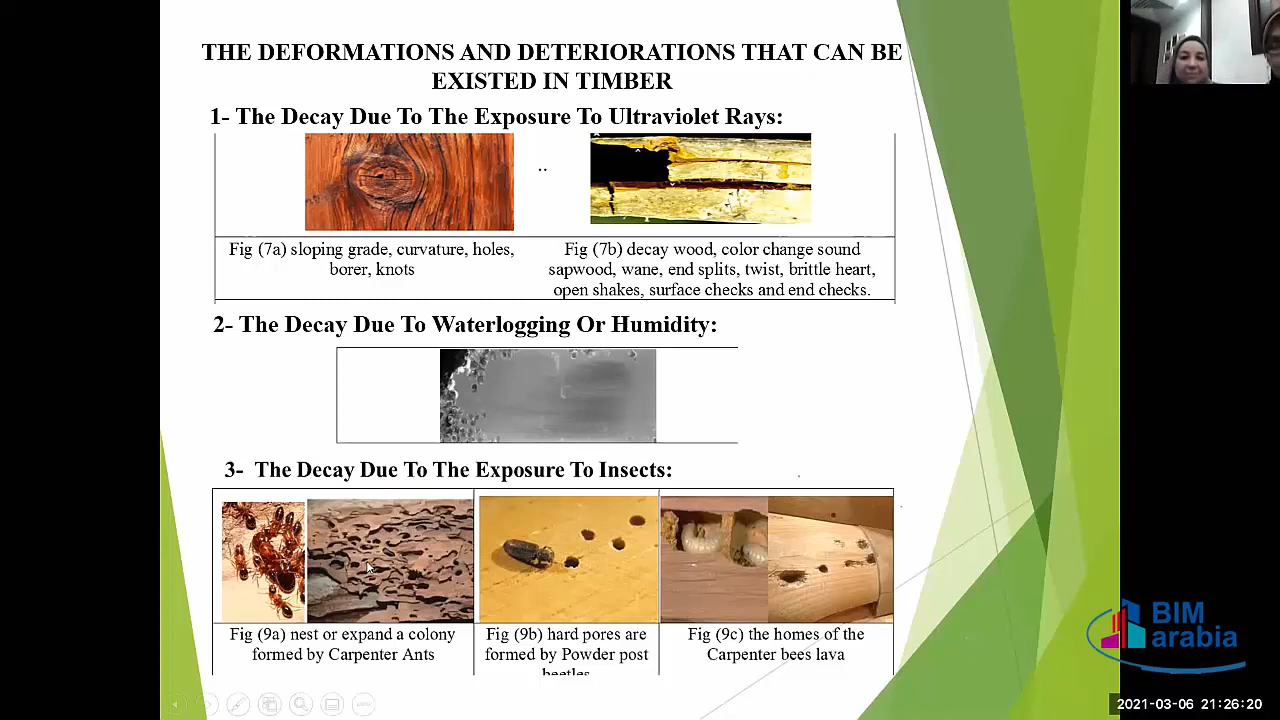 THE DEFORMATIONS AND DETERIORATIONS THAT CAN BE
EXISTED IN TIMBER
1- The Decay Due To The Exposure To Ultraviolet Rays:
..
Fig (7a) sloping grade, curvature, holes,
borer, knots
Fig (7b) decay wood, color change sound
sapwood, wane, end splits, twist, brittle heart,
open shakes, surface checks and end checks.
2- The Decay Due To Waterlogging Or Humidity:
3- The Decay Due To The Exposure To Insects:
Fig (9a) nest or expand a colony
formed by Carpenter Ants
Fig (9b) hard pores are
formed by Powder post
beetles
Fig (9c) the homes of the
Carpenter bees lava
BIM
arabia
2021-03-06 21:26:20